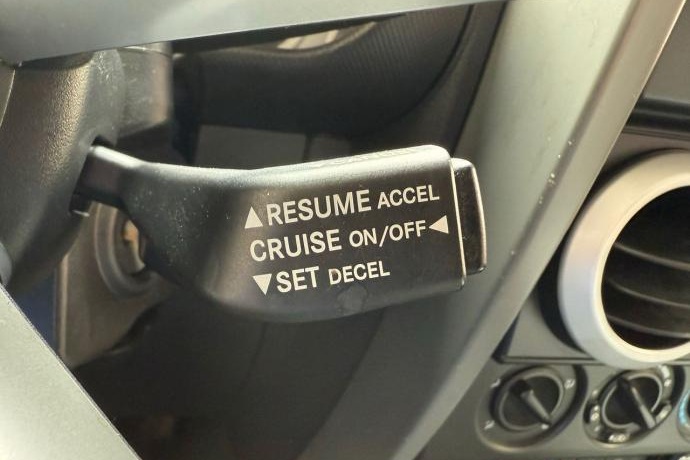 ▲RESUME ACCEL
CRUISE ON/OFF◀
▼SET DECEL